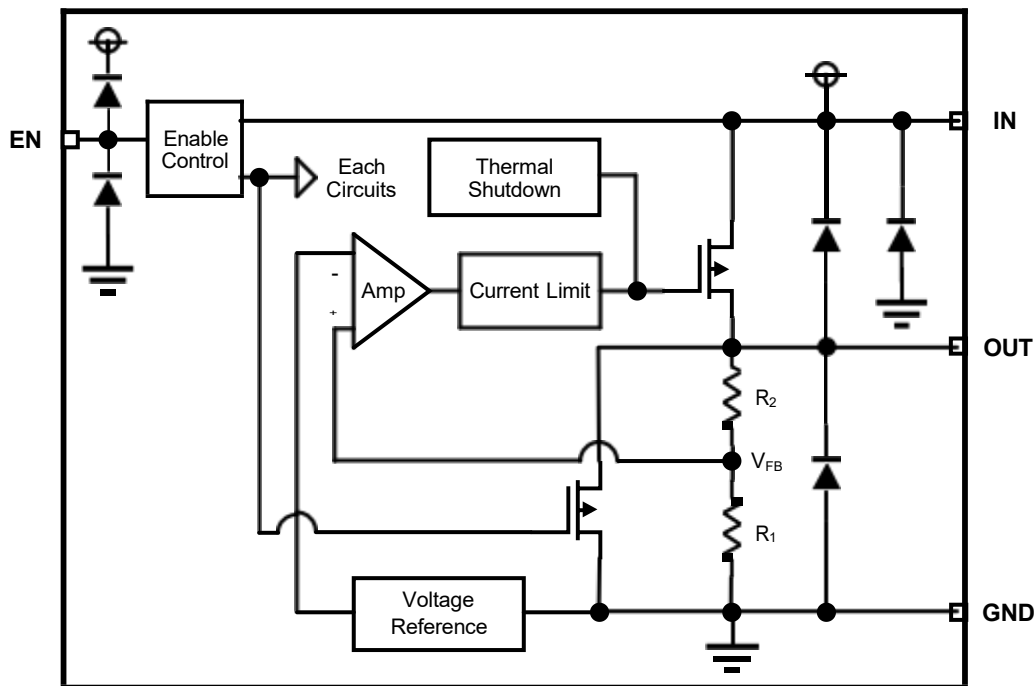 IN
EN
Enable
Control
Each
Circuits
Thermal
Shutdown
-
+
Amp
Current Limit
OUT
R2
VFB
R1
Voltage
Reference
GND